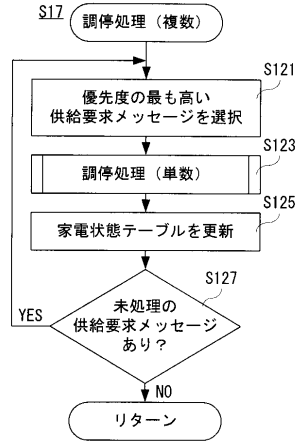 S17
調停処理（複数）
S121
優先度の最も高い
供給要求メッセージを選択
S123
調停処理（単数）
S125
家電状態テーブルを更新
S127
未処理の
供給要求メッセージ
あり？
YES
NO
リターン